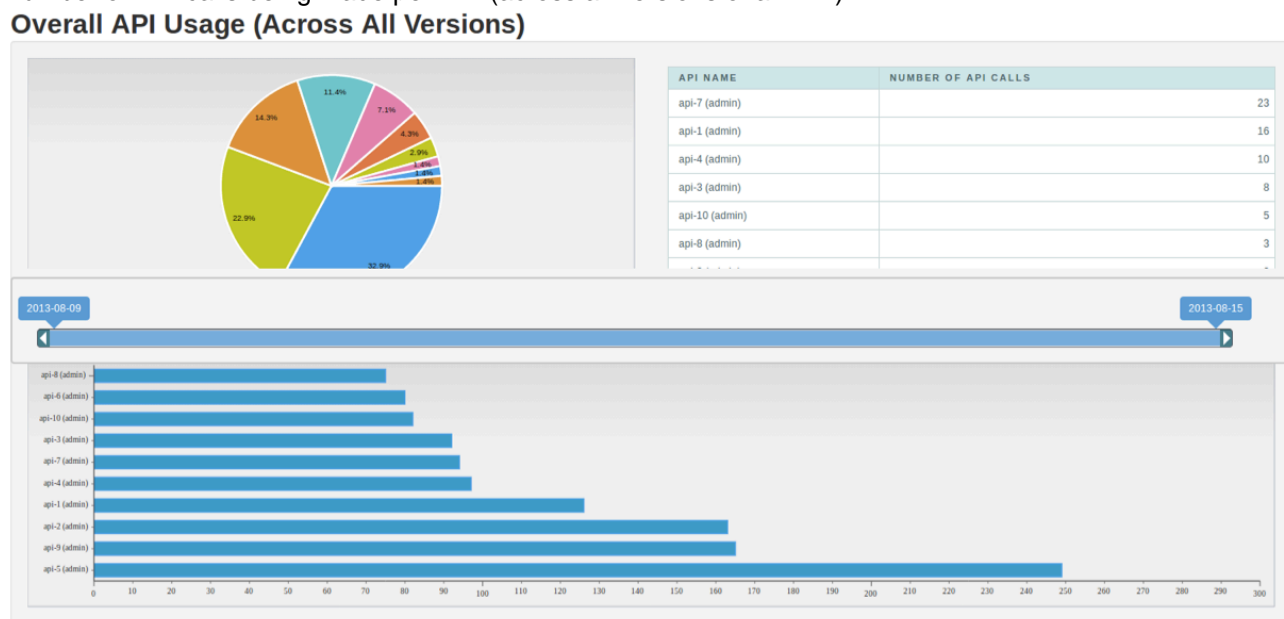 Overall API Usage (Across All Versions)
11.4%
7.1%
14.3%
4.3%
2.9%
1.4%
1.4%
1.4%
22.9%
32.9%
API NAME NUMBER OF API CALLS
api-7 (admin) 23
api-1 (admin) 16
api-4 (admin) 10
api-3 (admin) 8
api-10 (admin) 5
api-8 (admin) 3
2013-08-09 2013-08-15
api-8 (admin)
api-6 (admin)
api-10 (admin)
api-3 (admin)
api-7 (admin)
api-4 (admin)
api-1 (admin)
api-2 (admin)
api-9 (admin)
api-5 (admin)
0 10 20 30 40 50 60 70 80 90 100 110 120 130 140 150 160 170 180 190 200 210 220 230 240 250 260 270 280 290 300